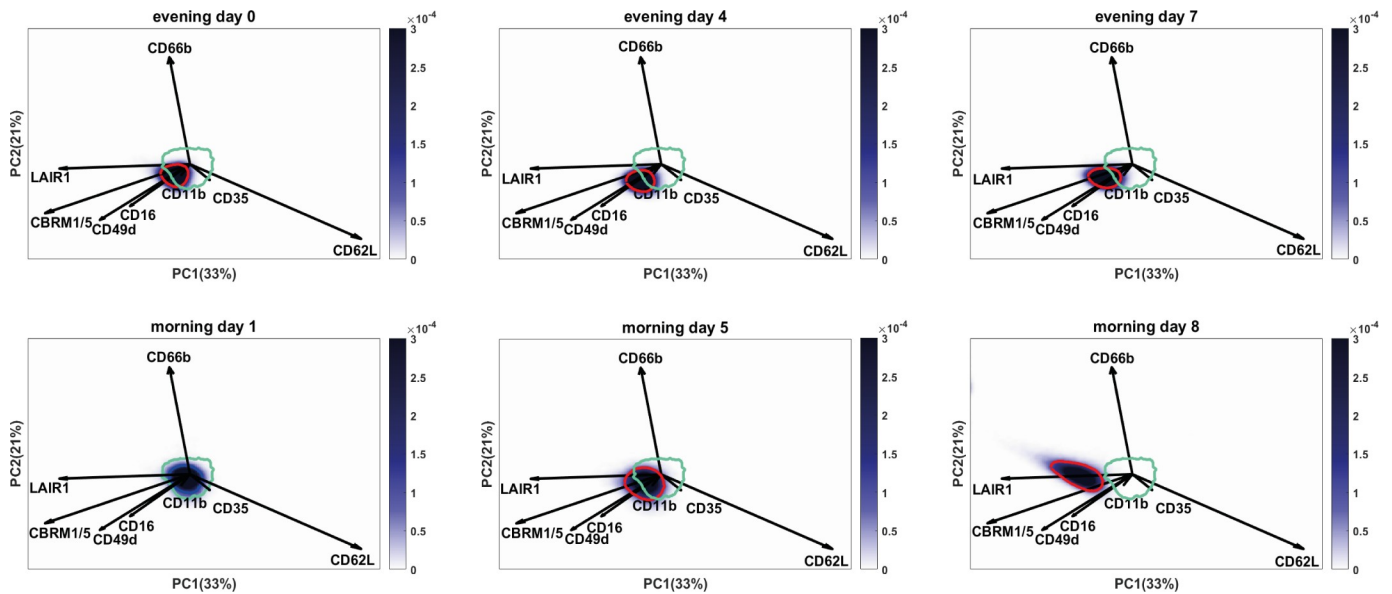 evening day 0
×10⁻⁴
CD66b
3
2.5
2
1.5
1
0.5
0
PC2(21%)
LAIR1
CBRM1/5
CD16
CD49d
CD11b
CD35
CD62L
PC1(33%)
evening day 4
×10⁻⁴
CD66b
3
2.5
2
1.5
1
0.5
0
PC2(21%)
LAIR1
CBRM1/5
CD16
CD49d
CD11b
CD35
CD62L
PC1(33%)
evening day 7
×10⁻⁴
CD66b
3
2.5
2
1.5
1
0.5
0
PC2(21%)
LAIR1
CBRM1/5
CD16
CD49d
CD11b
CD35
CD62L
PC1(33%)
morning day 1
×10⁻⁴
CD66b
3
2.5
2
1.5
1
0.5
0
PC2(21%)
LAIR1
CBRM1/5
CD16
CD49d
CD11b
CD35
CD62L
PC1(33%)
morning day 5
×10⁻⁴
CD66b
3
2.5
2
1.5
1
0.5
0
PC2(21%)
LAIR1
CBRM1/5
CD16
CD49d
CD11b
CD35
CD62L
PC1(33%)
morning day 8
×10⁻⁴
CD66b
3
2.5
2
1.5
1
0.5
0
PC2(21%)
LAIR1
CBRM1/5
CD16
CD49d
CD11b
CD35
CD62L
PC1(33%)